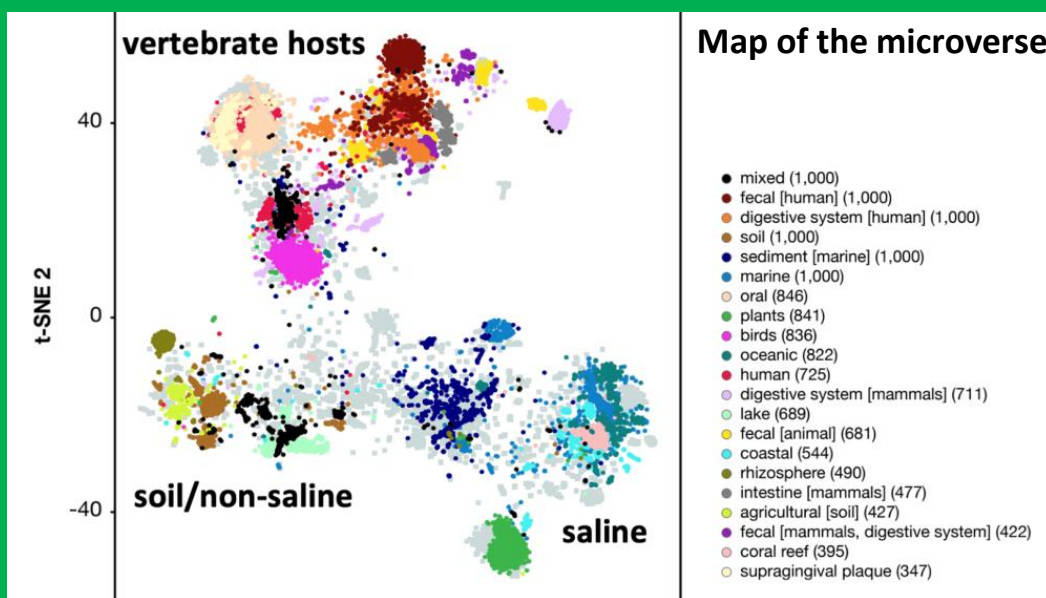 vertebrate hosts
Map of the microverse
40
0
-40
t-SNE 2
soil/non-saline
saline
mixed (1,000)
fecal [human] (1,000)
digestive system [human] (1,000)
soil (1,000)
sediment [marine] (1,000)
marine (1,000)
oral (846)
plants (841)
birds (836)
oceanic (822)
human (725)
digestive system [mammals] (711)
lake (689)
fecal [animal] (681)
coastal (544)
rhizosphere (490)
intestine [mammals] (477)
agricultural [soil] (427)
fecal [mammals, digestive system] (422)
coral reef (395)
supragingival plaque (347)